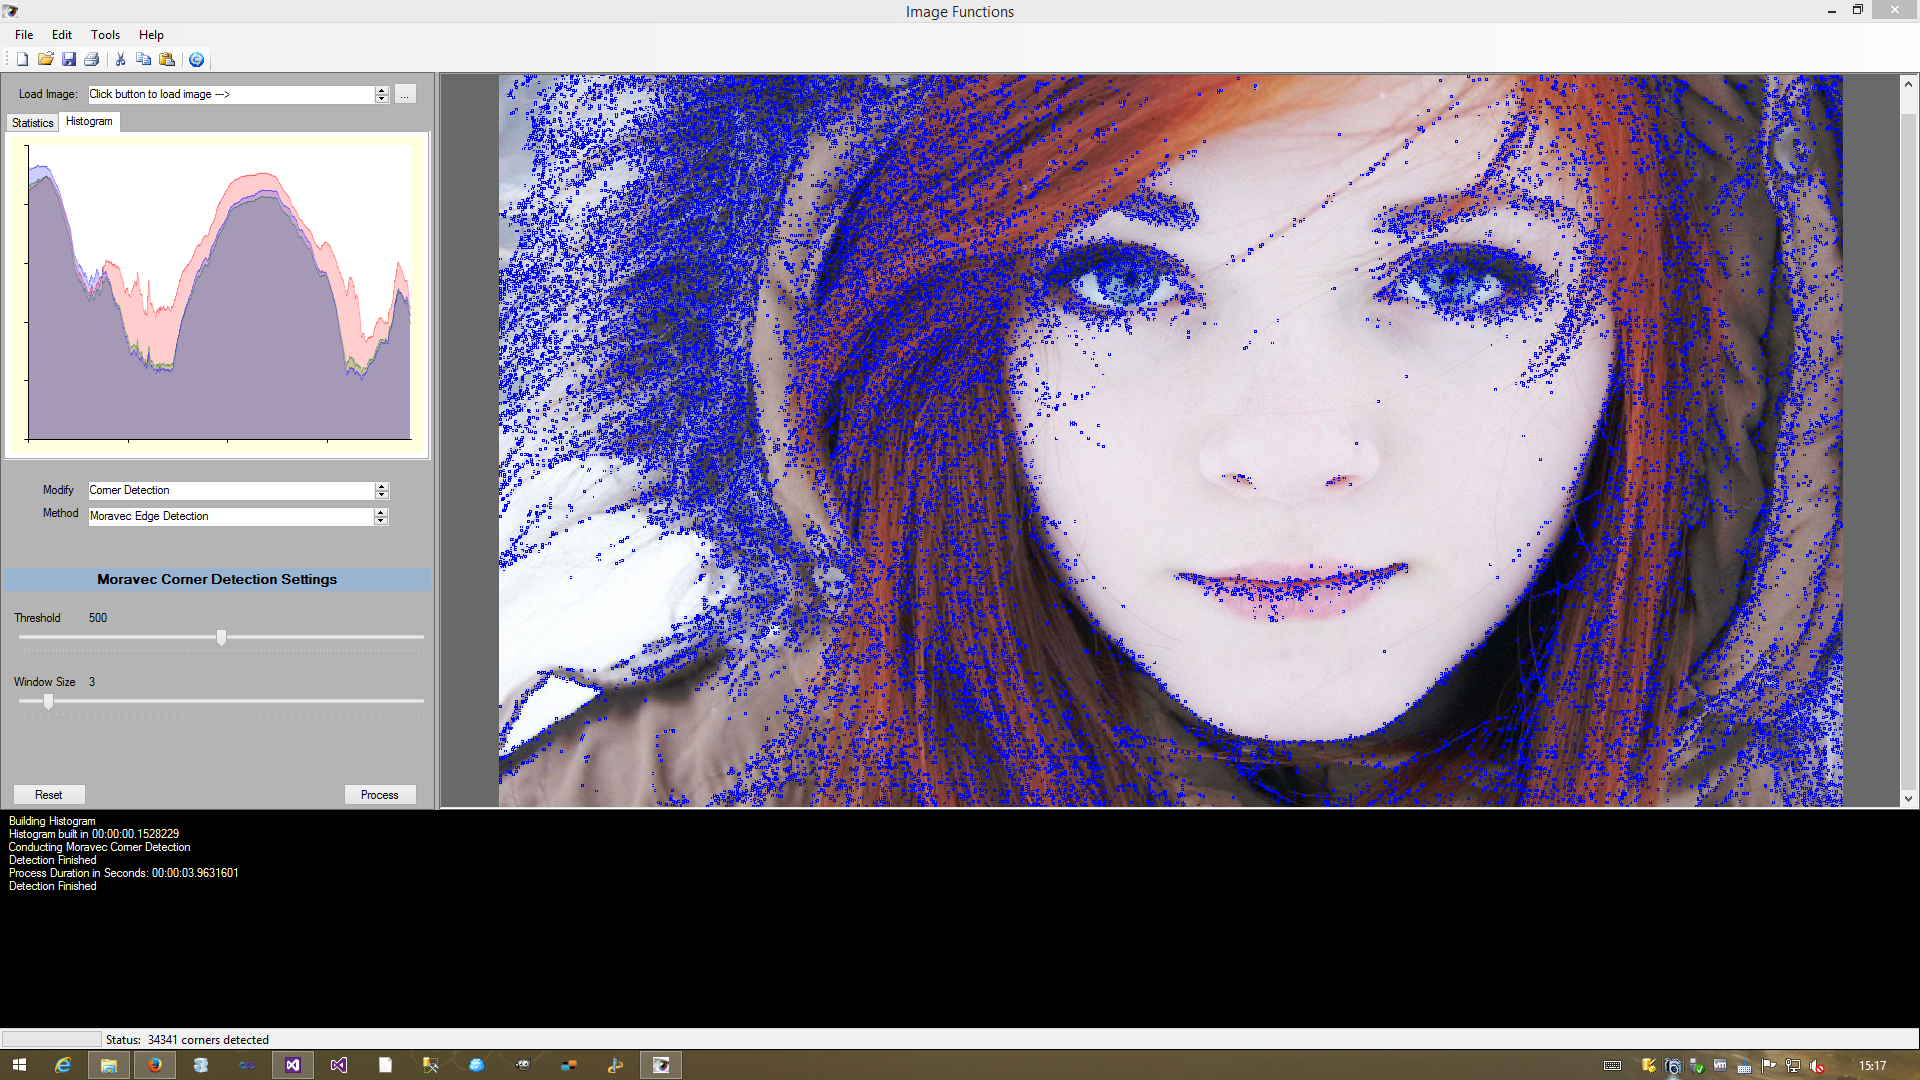 Image Functions
File Edit Tools Help
Load Image: Click button to load image ---> ...
Statistics Histogram
Modify Corner Detection
Method Moravec Edge Detection
Moravec Corner Detection Settings
Threshold 500
Window Size 3
Reset Process
Building Histogram
Histogram built in 00:00:00.1528229
Conducting Moravec Corner Detection
Detection Finished
Process Duration in Seconds: 00:00:03.9631601
Detection Finished
Status: 34341 corners detected
15:17